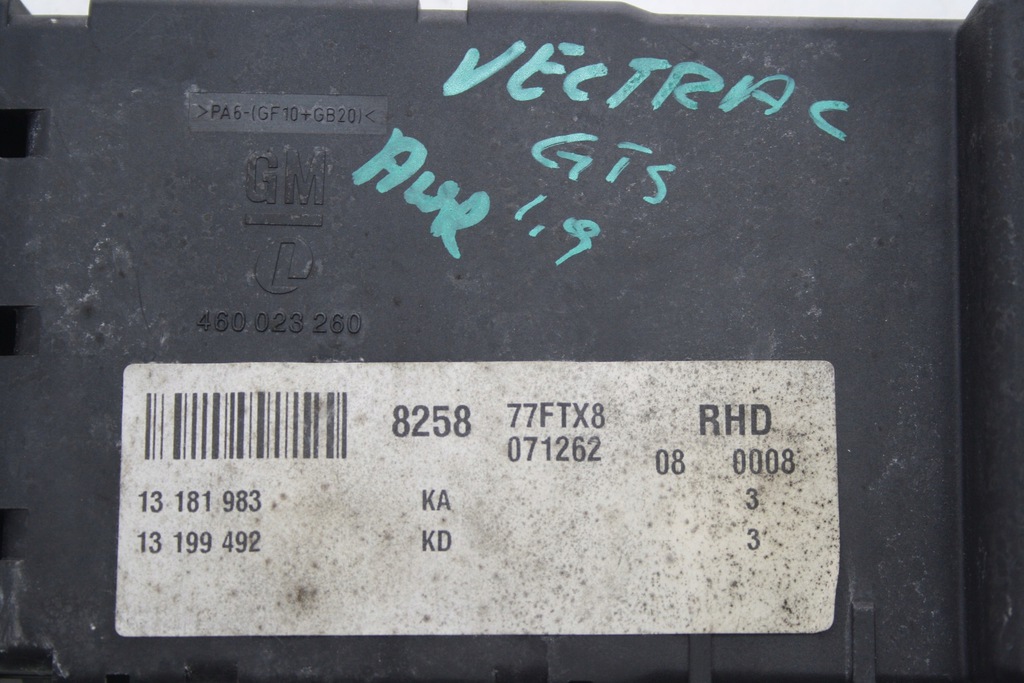 VECTRA C
GTS
1.9
>PA6-(GF10+GB20)<
GM
L
460 023 260
8258 77FTX8 RHD
071262 08 0008
13 181 983 KA 3
13 199 492 KD 3